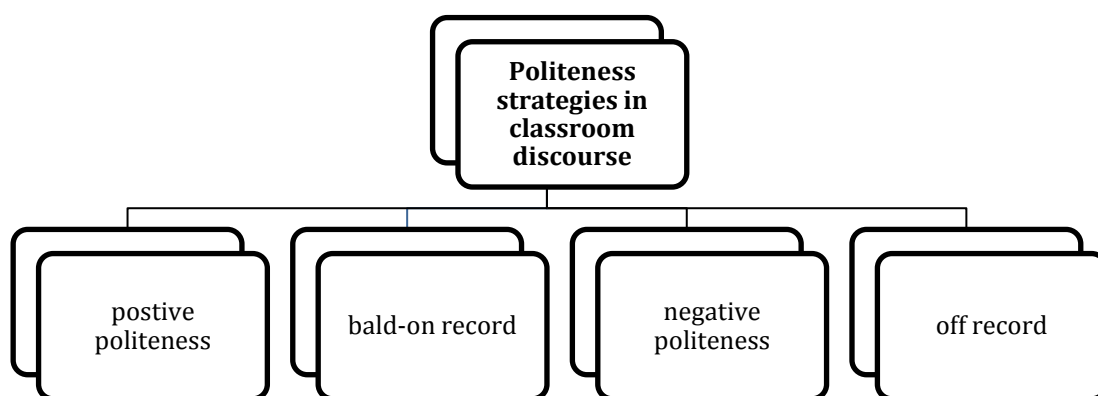 Politeness
strategies in
classroom
discourse
postive
politeness
bald-on record
negative
politeness
off record